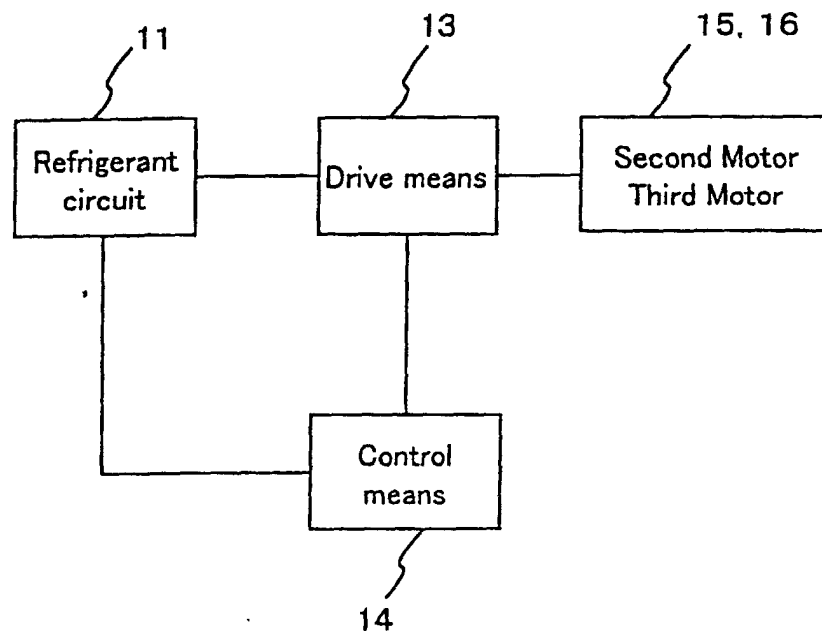 11
13
15, 16
Refrigerant
circuit
Drive means
Second Motor
Third Motor
Control
means
14